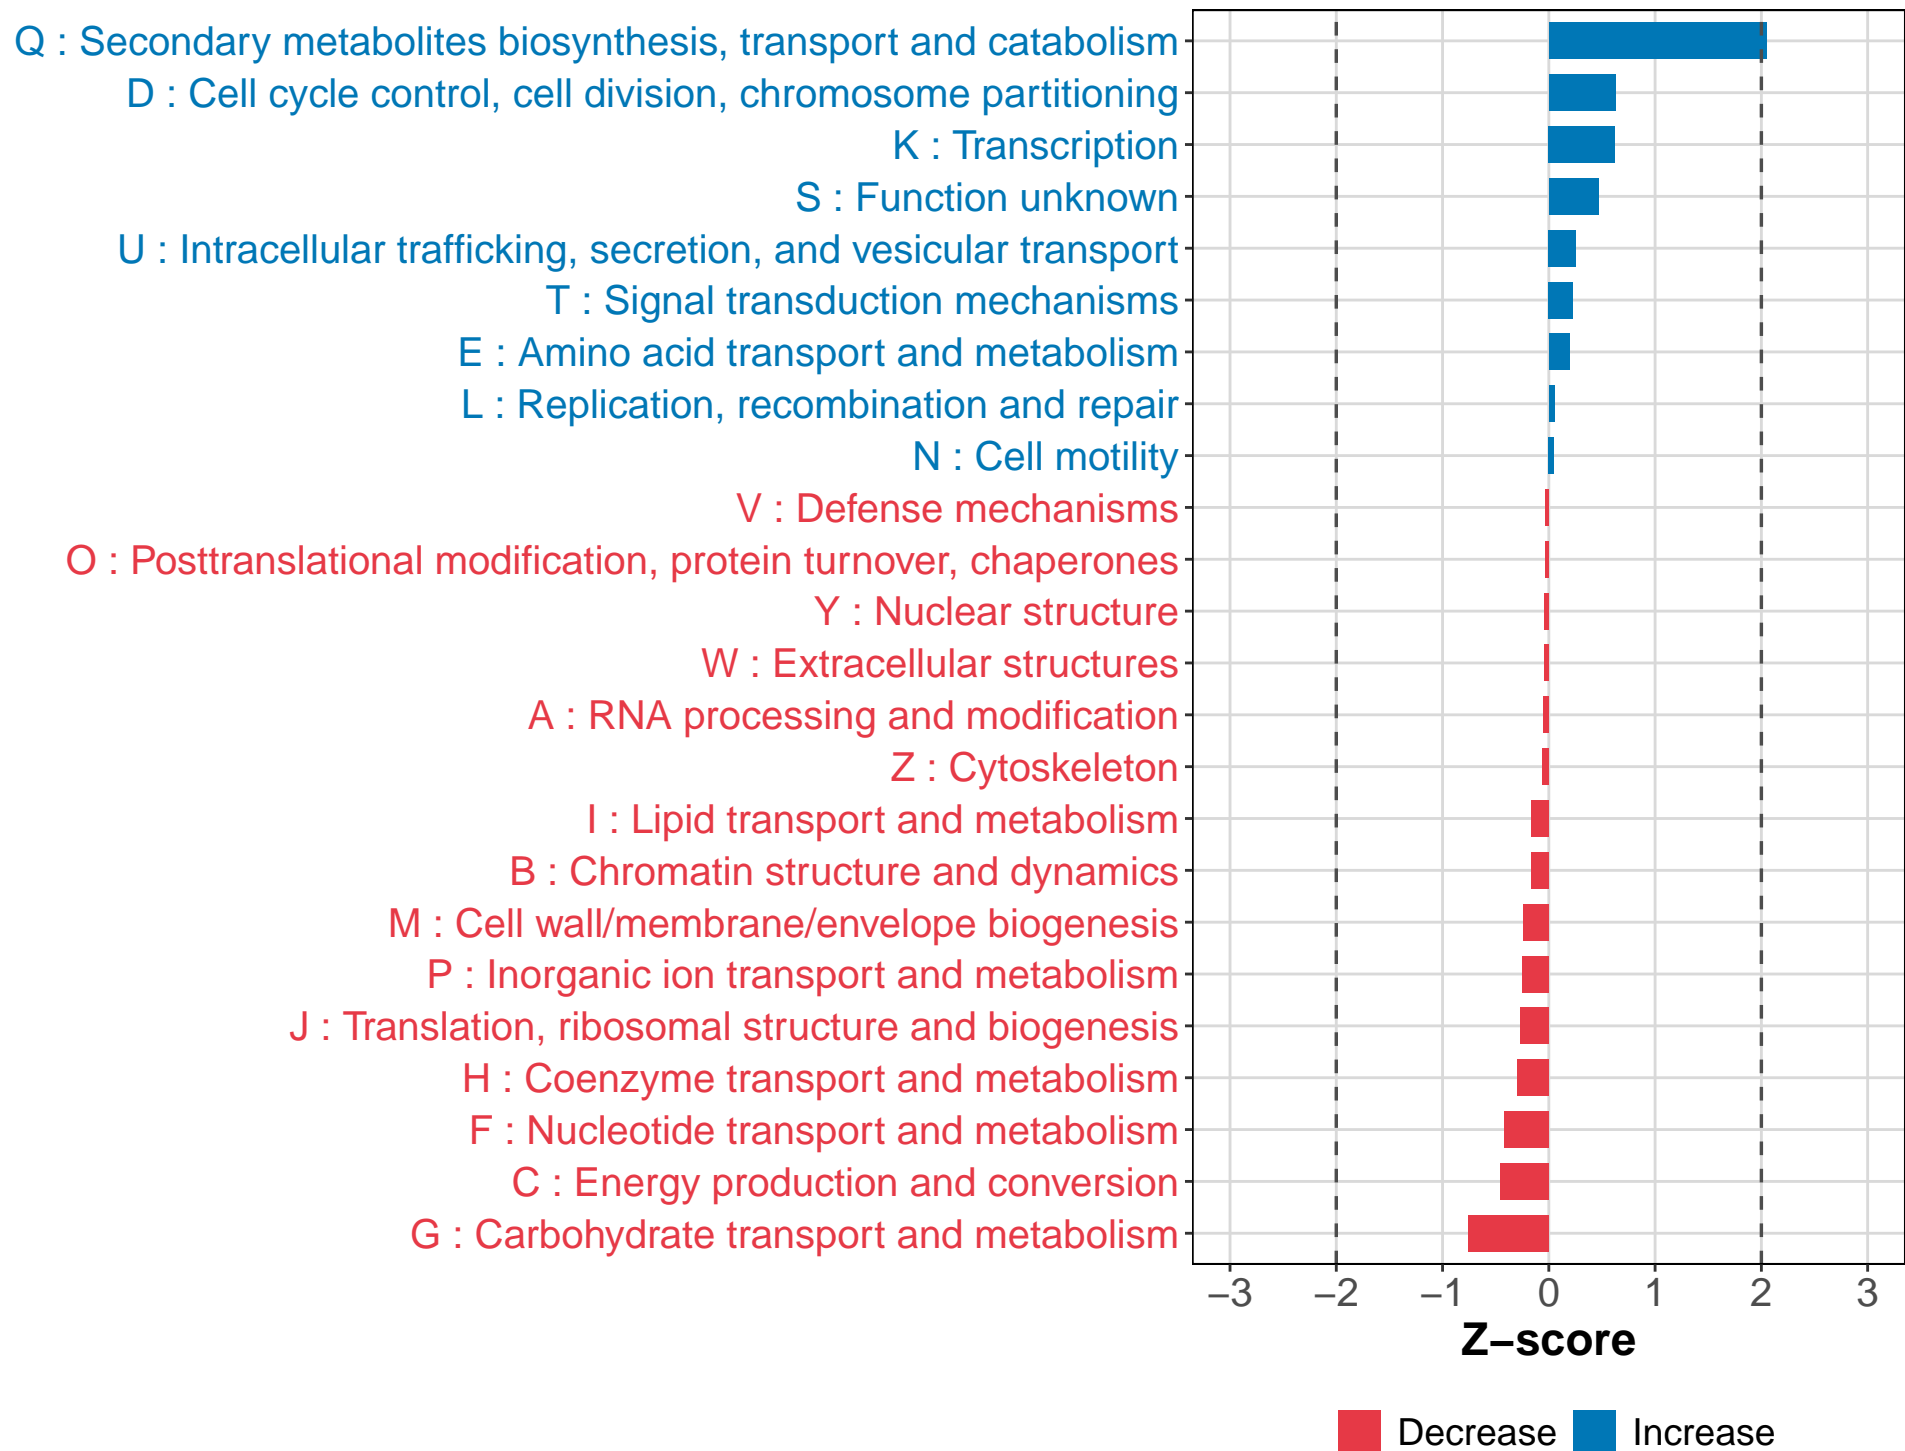 Q : Secondary metabolites biosynthesis, transport and catabolism
D : Cell cycle control, cell division, chromosome partitioning
K : Transcription
S : Function unknown
U : Intracellular trafficking, secretion, and vesicular transport
T : Signal transduction mechanisms
E : Amino acid transport and metabolism
L : Replication, recombination and repair
N : Cell motility
V : Defense mechanisms
O : Posttranslational modification, protein turnover, chaperones
Y : Nuclear structure
W : Extracellular structures
A : RNA processing and modification
Z : Cytoskeleton
I : Lipid transport and metabolism
B : Chromatin structure and dynamics
M : Cell wall/membrane/envelope biogenesis
P : Inorganic ion transport and metabolism
J : Translation, ribosomal structure and biogenesis
H : Coenzyme transport and metabolism
F : Nucleotide transport and metabolism
C : Energy production and conversion
G : Carbohydrate transport and metabolism
−3 −2 −1 0 1 2 3
Z−score
Decrease Increase